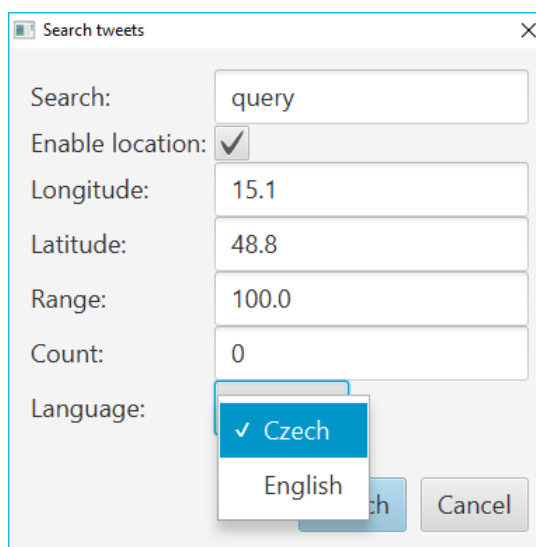 Search tweets
Search: query
Enable location:
Longitude: 15.1
Latitude: 48.8
Range: 100.0
Count: 0
Language:
Czech
English
Cancel